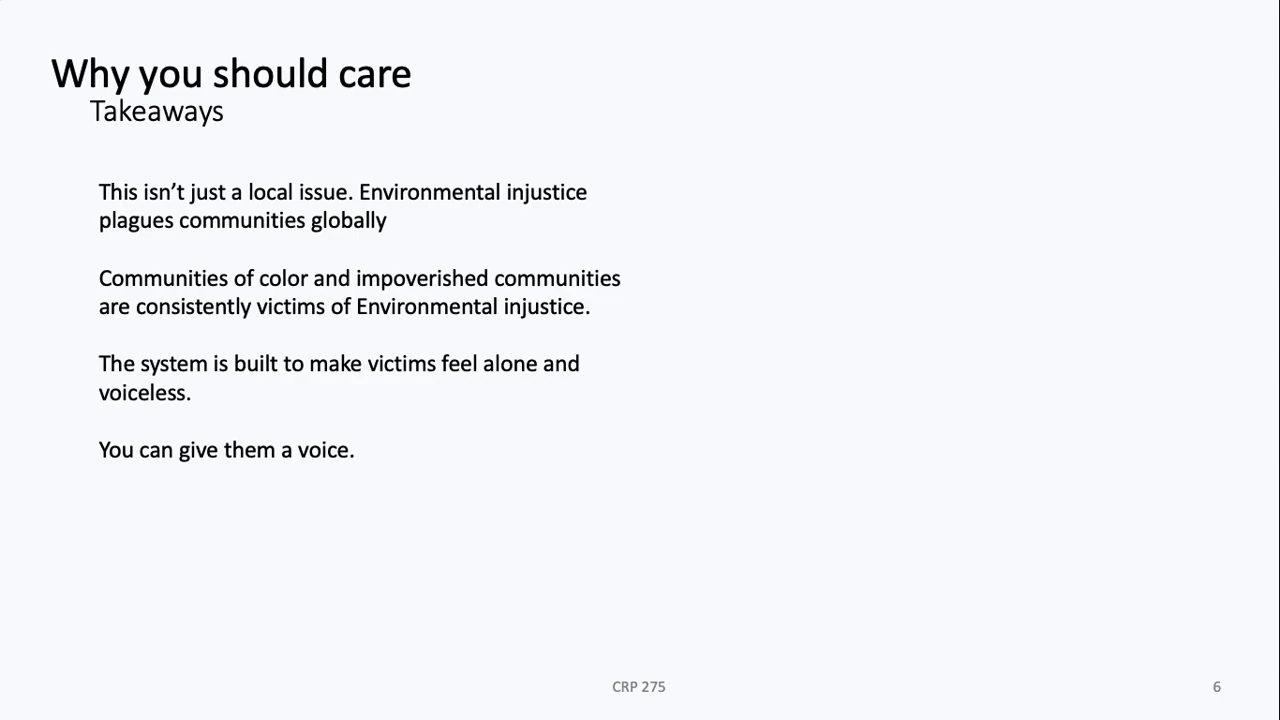 Why you should care
Takeaways
This isn’t just a local issue. Environmental injustice
plagues communities globally
Communities of color and impoverished communities
are consistently victims of Environmental injustice.
The system is built to make victims feel alone and
voiceless.
You can give them a voice.
CRP 275
6